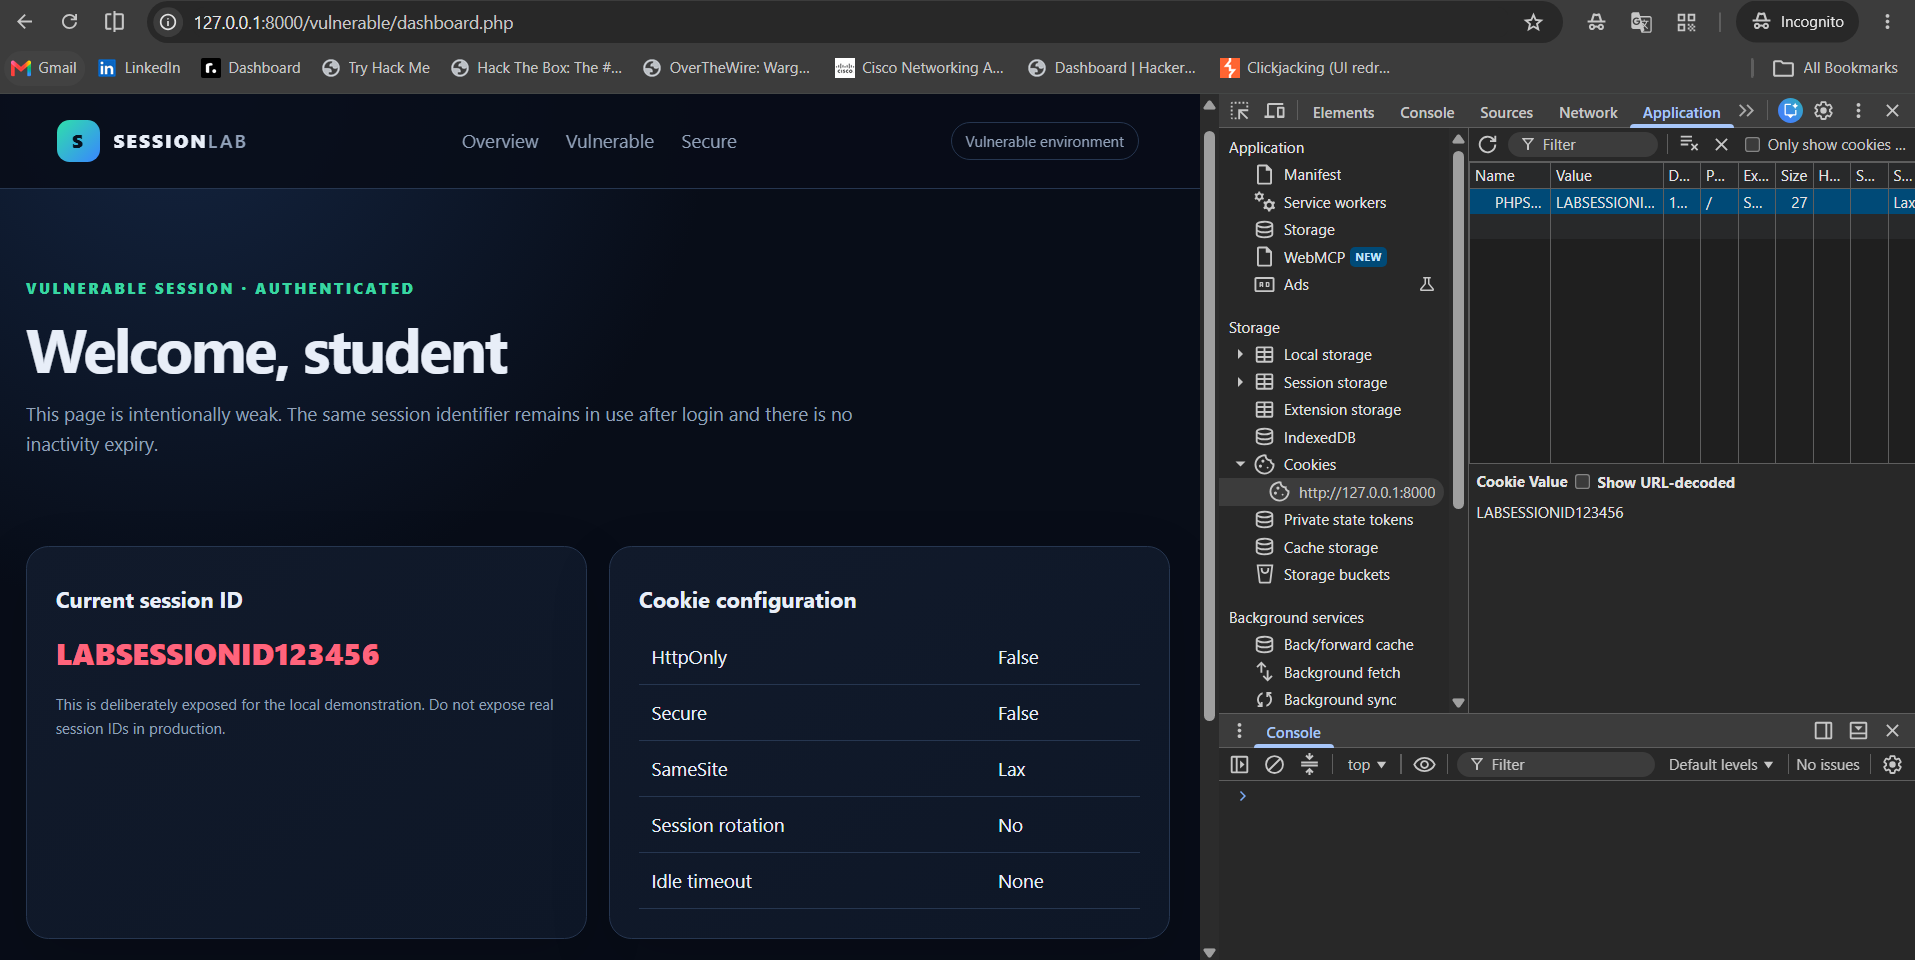 127.0.0.1:8000/vulnerable/dashboard.php
Incognito
Gmail LinkedIn Dashboard Try Hack Me Hack The Box: The #... OverTheWire: Warg... Cisco Networking A... Dashboard | Hacker... Clickjacking (UI redr... All Bookmarks
S SESSIONLAB Overview Vulnerable Secure Vulnerable environment
VULNERABLE SESSION · AUTHENTICATED
Welcome, student
This page is intentionally weak. The same session identifier remains in use after login and there is no
inactivity expiry.
Current session ID
LABSESSIONID123456
This is deliberately exposed for the local demonstration. Do not expose real
session IDs in production.
Cookie configuration
HttpOnly False
Secure False
SameSite Lax
Session rotation No
Idle timeout None
Elements Console Sources Network Application
Application
Manifest
Service workers
Storage
WebMCP NEW
Ads
Storage
Local storage
Session storage
Extension storage
IndexedDB
Cookies
http://127.0.0.1:8000
Private state tokens
Cache storage
Storage buckets
Background services
Back/forward cache
Background fetch
Background sync
Filter Only show cookies ...
Name Value D... P... Ex... Size H... S... S...
PHPS... LABSESSIONI... 1... / S... 27 Lax
Cookie Value Show URL-decoded
LABSESSIONID123456
Console
top Filter Default levels No issues